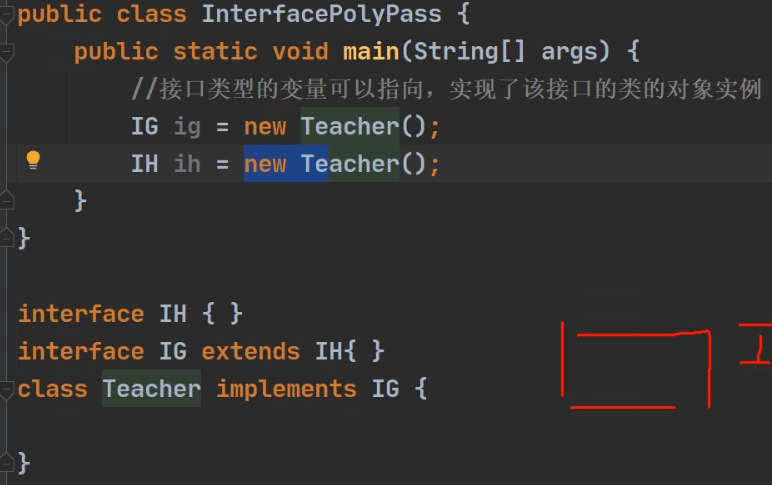 public class InterfacePolyPass {
public static void main(String[] args) {
//接口类型的变量可以指向，实现了该接口的类的对象实例
IG ig = new Teacher();
IH ih = new Teacher();
}
}
interface IH { }
interface IG extends IH{ }
class Teacher implements IG {
}